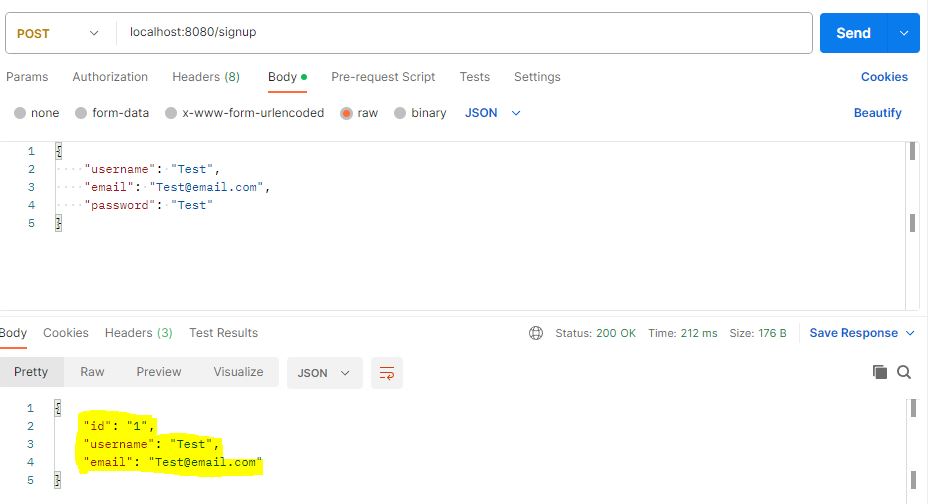 POST localhost:8080/signup Send
Params Authorization Headers (8) Body Pre-request Script Tests Settings Cookies
none form-data x-www-form-urlencoded raw binary JSON Beautify
1 {
2 "username": "Test",
3 "email": "Test@email.com",
4 "password": "Test"
5 }
Body Cookies Headers (3) Test Results Status: 200 OK Time: 212 ms Size: 176 B Save Response
Pretty Raw Preview Visualize JSON
1 {
2 "id": "1",
3 "username": "Test",
4 "email": "Test@email.com"
5 }